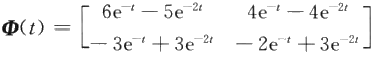 Φ(t) = [ 6e⁻ᵗ − 5e⁻²ᵗ    4e⁻ᵗ − 4e⁻²ᵗ
− 3e⁻ᵗ + 3e⁻²ᵗ    − 2e⁻ᵗ + 3e⁻²ᵗ ]